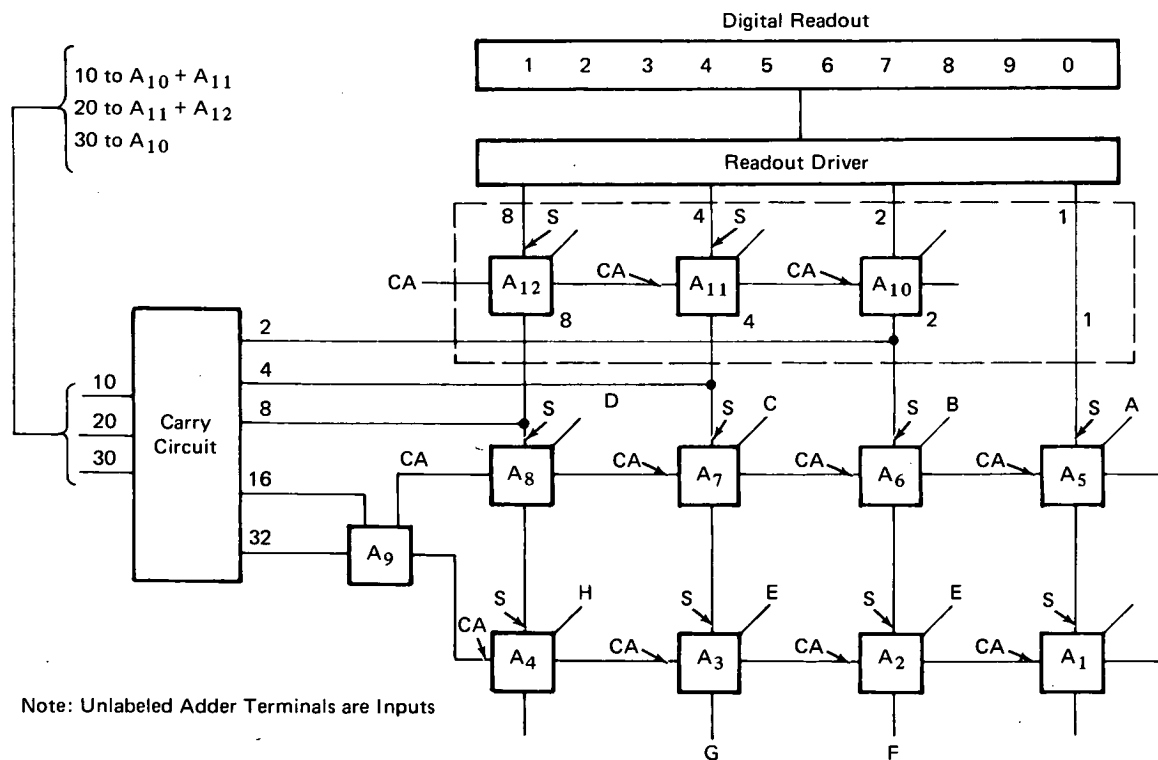 Digital Readout
1 2 3 4 5 6 7 8 9 0
10 to A10 + A11
20 to A11 + A12
30 to A10
Readout Driver
8 S 4 S 2 1
CA A12 CA A11 CA A10
8 4 2 1
2
4
8
16
32
10
20
30
Carry
Circuit
S D S C S B S A
CA A8 CA A7 CA A6 CA A5
A9
S H S E S E S
CA A4 CA A3 CA A2 CA A1
Note: Unlabeled Adder Terminals are Inputs
G F